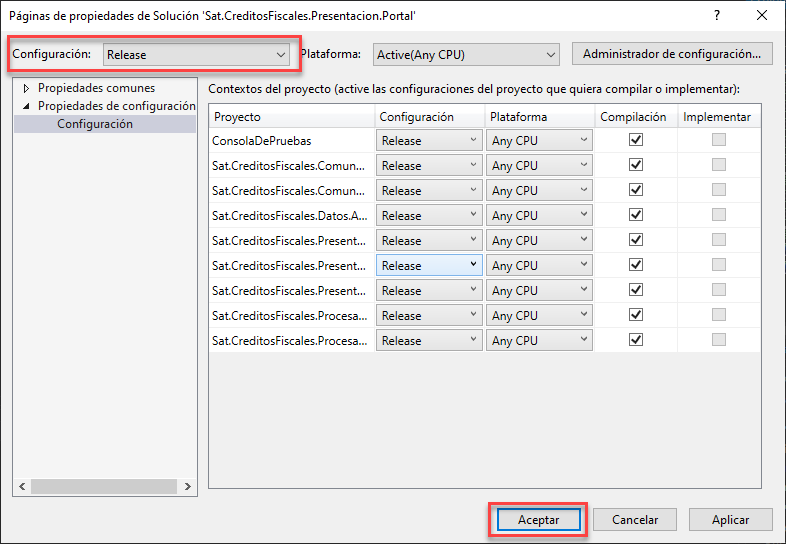 Páginas de propiedades de Solución 'Sat.CreditosFiscales.Presentacion.Portal'
Configuración: Release Plataforma: Active(Any CPU) Administrador de configuración...
Propiedades comunes
Propiedades de configuración
Configuración
Contextos del proyecto (active las configuraciones del proyecto que quiera compilar o implementar):
Proyecto Configuración Plataforma Compilación Implementar
ConsolaDePruebas Release Any CPU
Sat.CreditosFiscales.Comun... Release Any CPU
Sat.CreditosFiscales.Comun... Release Any CPU
Sat.CreditosFiscales.Datos.A... Release Any CPU
Sat.CreditosFiscales.Present... Release Any CPU
Sat.CreditosFiscales.Present... Release Any CPU
Sat.CreditosFiscales.Present... Release Any CPU
Sat.CreditosFiscales.Procesa... Release Any CPU
Sat.CreditosFiscales.Procesa... Release Any CPU
Aceptar Cancelar Aplicar